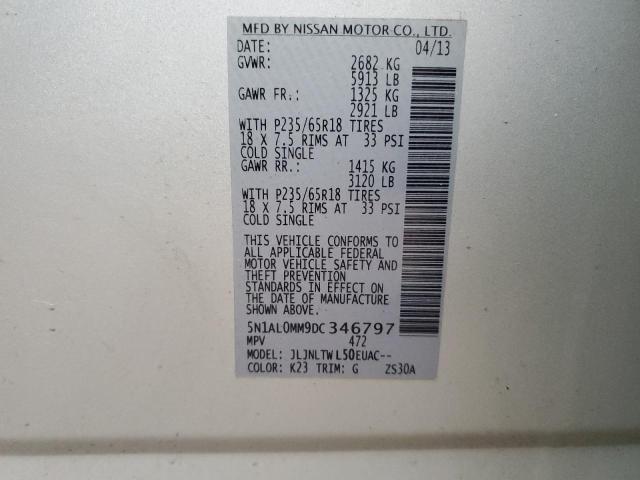 MFD BY NISSAN MOTOR CO., LTD.
DATE: 04/13
GVWR: 2682 KG
5913 LB
GAWR FR.: 1325 KG
2921 LB
WITH P235/65R18 TIRES
18 X 7.5 RIMS AT 33 PSI
COLD SINGLE
GAWR RR.: 1415 KG
3120 LB
WITH P235/65R18 TIRES
18 X 7.5 RIMS AT 33 PSI
COLD SINGLE
THIS VEHICLE CONFORMS TO
ALL APPLICABLE FEDERAL
MOTOR VEHICLE SAFETY AND
THEFT PREVENTION
STANDARDS IN EFFECT ON
THE DATE OF MANUFACTURE
SHOWN ABOVE.
5N1AL0MM9DC346797
MPV 472
MODEL: JLJNLTWL50EUAC--
COLOR: K23 TRIM: G ZS30A